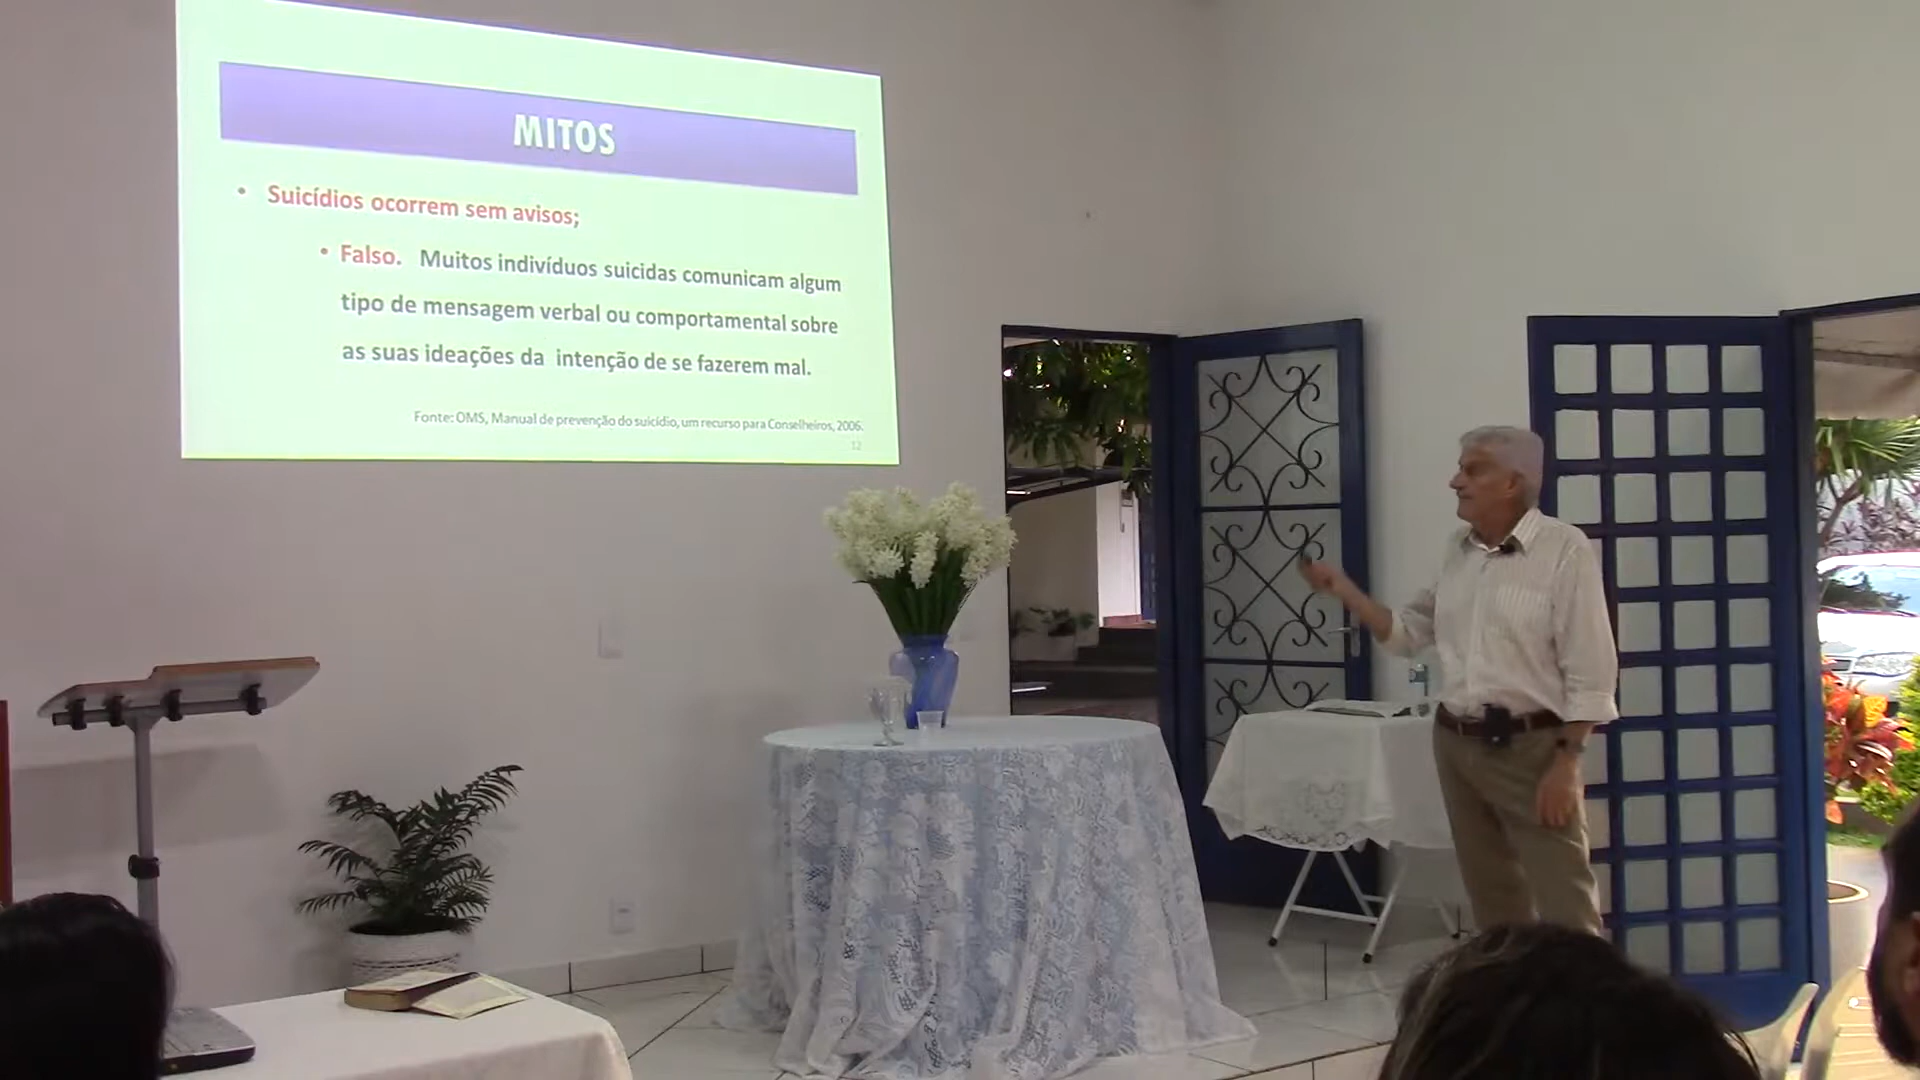 MITOS
• Suicídios ocorrem sem avisos;
• Falso. Muitos indivíduos suicidas comunicam algum
tipo de mensagem verbal ou comportamental sobre
as suas ideações da intenção de se fazerem mal.
Fonte: OMS, Manual de prevenção do suicídio, um recurso para Conselheiros, 2006.
12